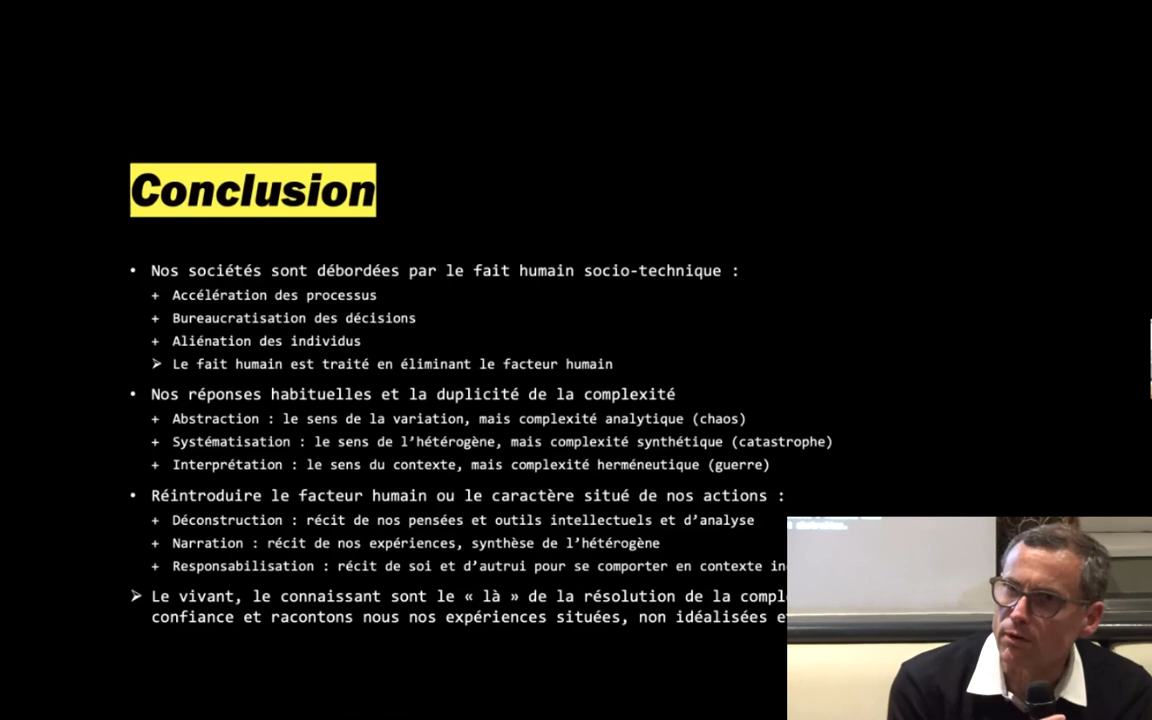 Conclusion
• Nos sociétés sont débordées par le fait humain socio-technique :
+ Accélération des processus
+ Bureaucratisation des décisions
+ Aliénation des individus
➢ Le fait humain est traité en éliminant le facteur humain
• Nos réponses habituelles et la duplicité de la complexité
+ Abstraction : le sens de la variation, mais complexité analytique (chaos)
+ Systématisation : le sens de l’hétérogène, mais complexité synthétique (catastrophe)
+ Interprétation : le sens du contexte, mais complexité herméneutique (guerre)
• Réintroduire le facteur humain ou le caractère situé de nos actions :
+ Déconstruction : récit de nos pensées et outils intellectuels et d’analyse
+ Narration : récit de nos expériences, synthèse de l’hétérogène
+ Responsabilisation : récit de soi et d’autrui pour se comporter en contexte
➢ Le vivant, le connaissant sont le « là » de la résolution de la
confiance et racontons nous nos expériences situées, non idéalisées